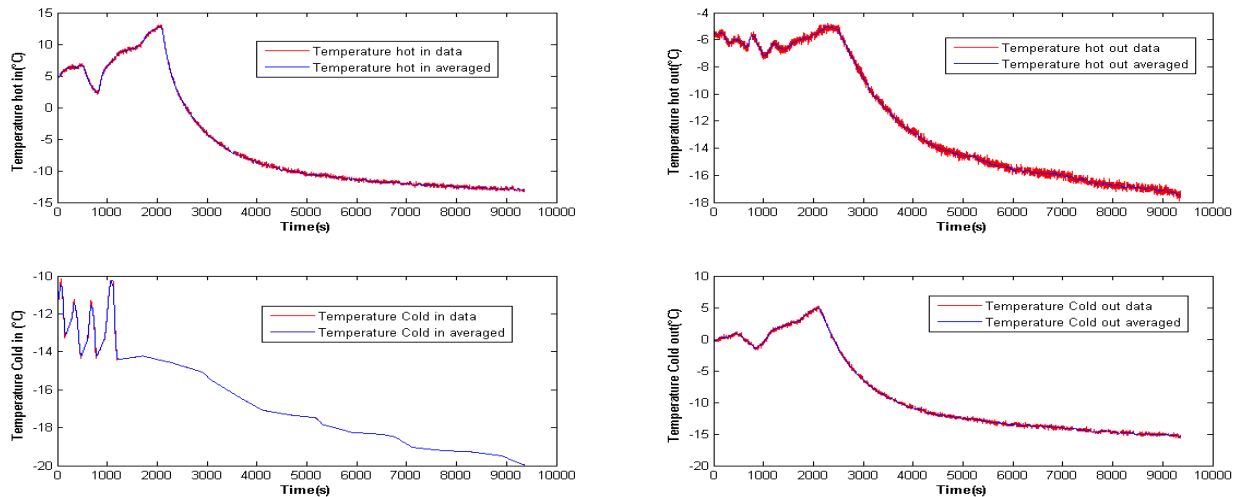 15
10
5
0
-5
-10
-15
Temperature hot in(°C)
Temperature hot in data
Temperature hot in averaged
0 1000 2000 3000 4000 5000 6000 7000 8000 9000 10000
Time(s)
-4
-6
-8
-10
-12
-14
-16
-18
Temperature hot out(°C)
Temperature hot out data
Temperature hot out averaged
0 1000 2000 3000 4000 5000 6000 7000 8000 9000 10000
Time(s)
-10
-12
-14
-16
-18
-20
Temperature Cold in (°C)
Temperature Cold in data
Temperature Cold in averaged
0 1000 2000 3000 4000 5000 6000 7000 8000 9000 10000
Time(s)
10
5
0
-5
-10
-15
-20
Temperature Cold out(°C)
Temperature Cold out data
Temperature Cold out averaged
0 1000 2000 3000 4000 5000 6000 7000 8000 9000 10000
Time(s)